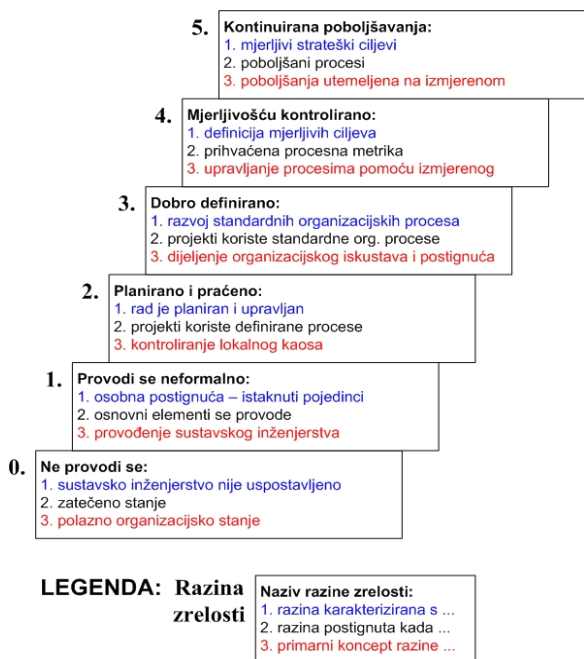 5.
Kontinuirana poboljšavanja:
1. mjerljivi strateški ciljevi
2. poboljšani procesi
3. poboljšanja utemeljena na izmjerenom
4.
Mjerljivošću kontrolirano:
1. definicija mjerljivih ciljeva
2. prihvaćena procesna metrika
3. upravljanje procesima pomoću izmjerenog
3.
Dobro definirano:
1. razvoj standardnih organizacijskih procesa
2. projekti koriste standardne org. procese
3. dijeljenje organizacijskog iskustava i postignuća
2.
Planirano i praćeno:
1. rad je planiran i upravljan
2. projekti koriste definirane procese
3. kontroliranje lokalnog kaosa
1.
Provodi se neformalno:
1. osobna postignuća – istaknuti pojedinci
2. osnovni elementi se provode
3. provođenje sustavskog inženjerstva
0.
Ne provodi se:
1. sustavsko inženjerstvo nije uspostavljeno
2. zatečeno stanje
3. polazno organizacijsko stanje
LEGENDA: Razina
zrelosti
Naziv razine zrelosti:
1. razina karakterizirana s ...
2. razina postignuta kada ...
3. primarni koncept razine ...